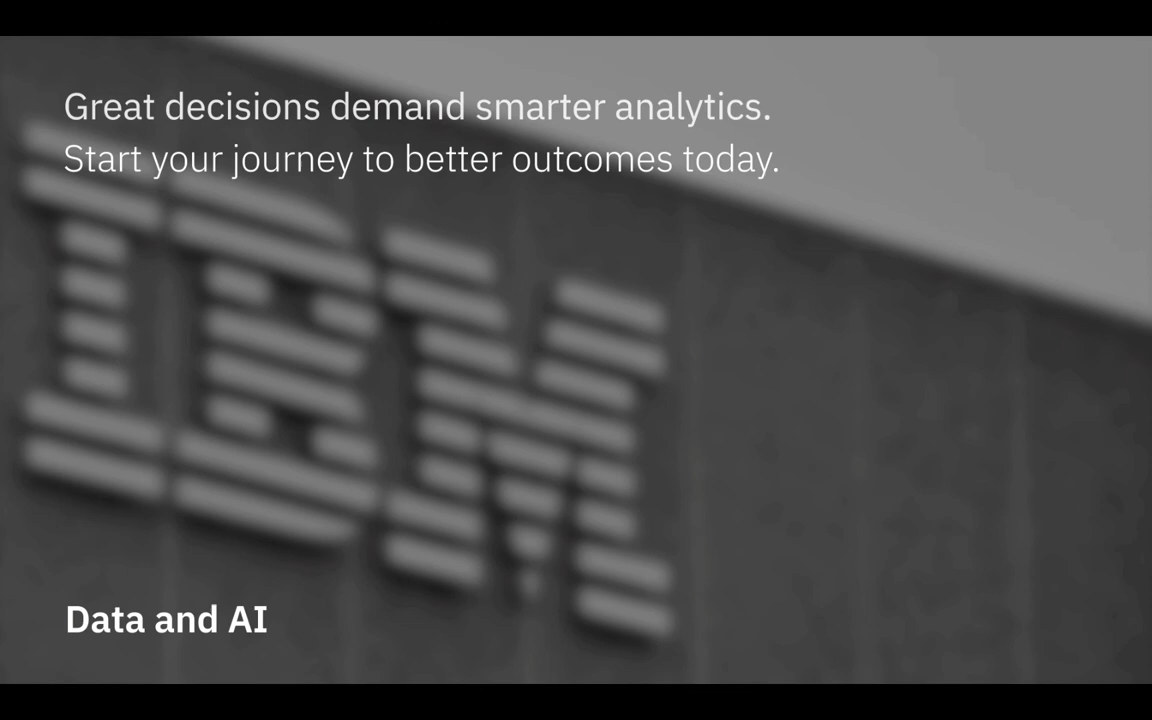 Great decisions demand smarter analytics.
Start your journey to better outcomes today.
IBM
Data and AI